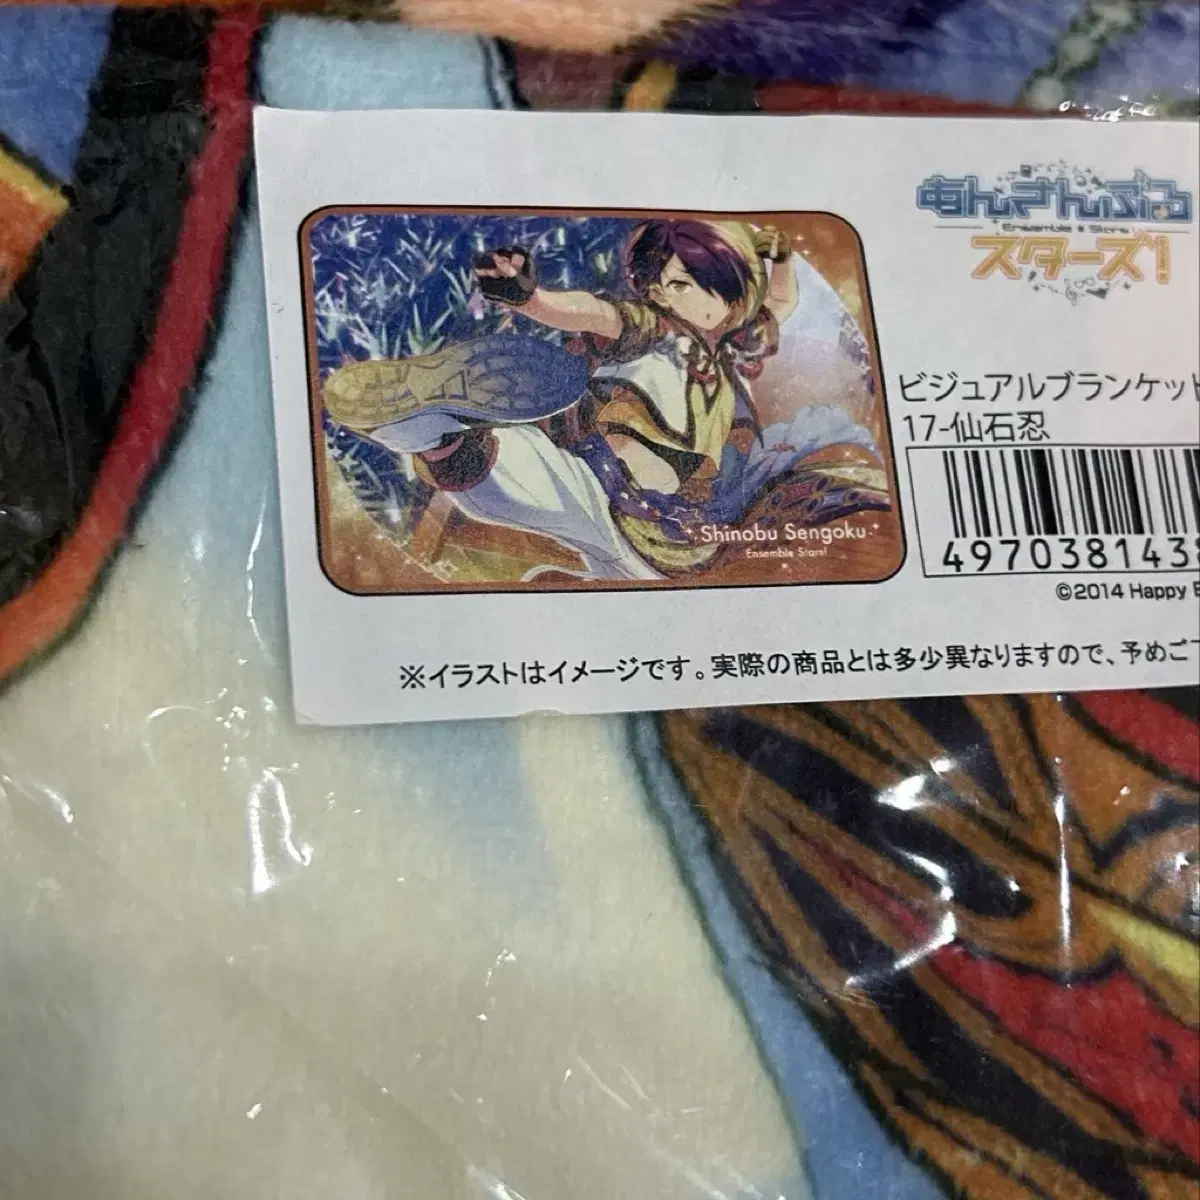 あんさんぶる
Ensemble Stars
スターズ!
ビジュアルブランケット
17-仙石忍
Shinobu Sengoku
Ensemble Stars!
4970381438
©2014 Happy E
※イラストはイメージです。実際の商品とは多少異なりますので、予めご了